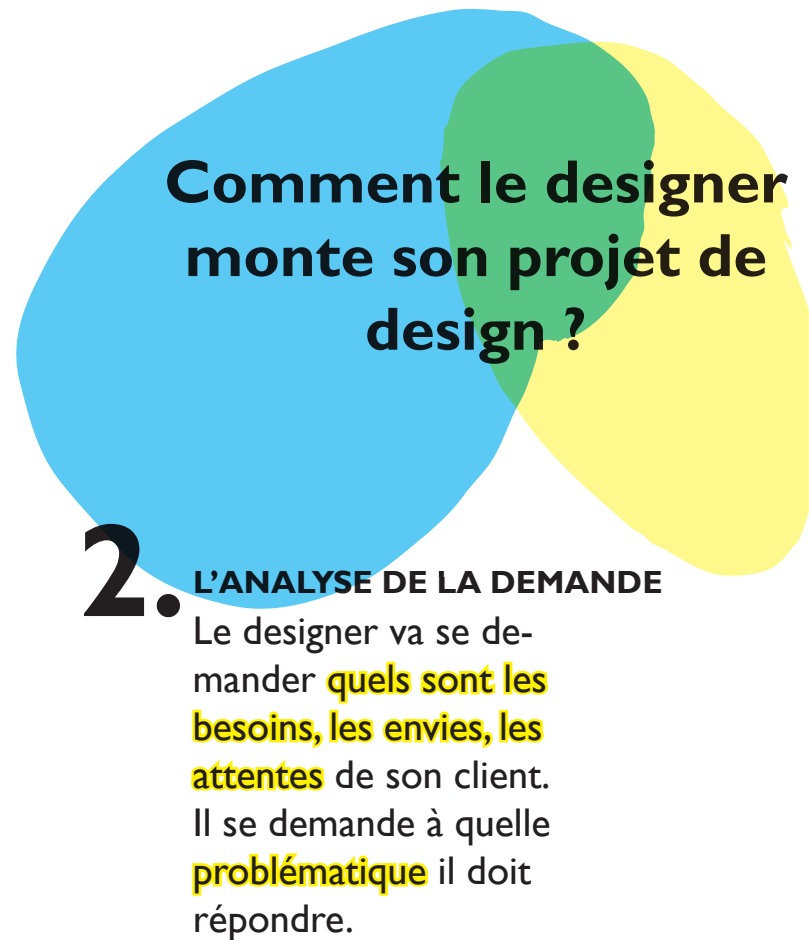 Comment le designer
monte son projet de
design ?
2.
L'ANALYSE DE LA DEMANDE
Le designer va se de-
mander quels sont les
besoins, les envies, les
attentes de son client.
Il se demande à quelle
problématique il doit
répondre.